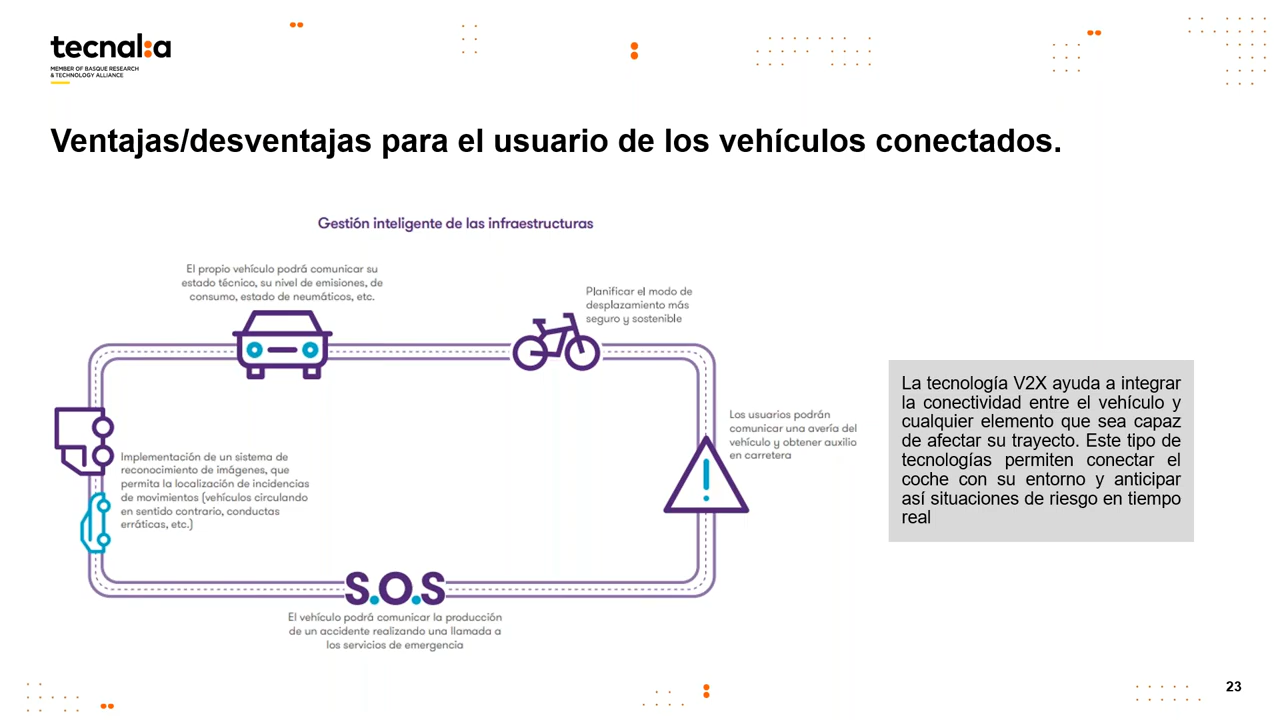 tecnal:a
MEMBER OF BASQUE RESEARCH
& TECHNOLOGY ALLIANCE
Ventajas/desventajas para el usuario de los vehículos conectados.
Gestión inteligente de las infraestructuras
El propio vehículo podrá comunicar su
estado técnico, su nivel de emisiones, de
consumo, estado de neumáticos, etc.
Planificar el modo de
desplazamiento más
seguro y sostenible
Los usuarios podrán
comunicar una avería del
vehículo y obtener auxilio
en carretera
Implementación de un sistema de
reconocimiento de imágenes, que
permita la localización de incidencias
de movimientos (vehículos circulando
en sentido contrario, conductas
erráticas, etc.)
S.O.S
El vehículo podrá comunicar la producción
de un accidente realizando una llamada a
los servicios de emergencia
La tecnología V2X ayuda a integrar
la conectividad entre el vehículo y
cualquier elemento que sea capaz
de afectar su trayecto. Este tipo de
tecnologías permiten conectar el
coche con su entorno y anticipar
así situaciones de riesgo en tiempo
real
23